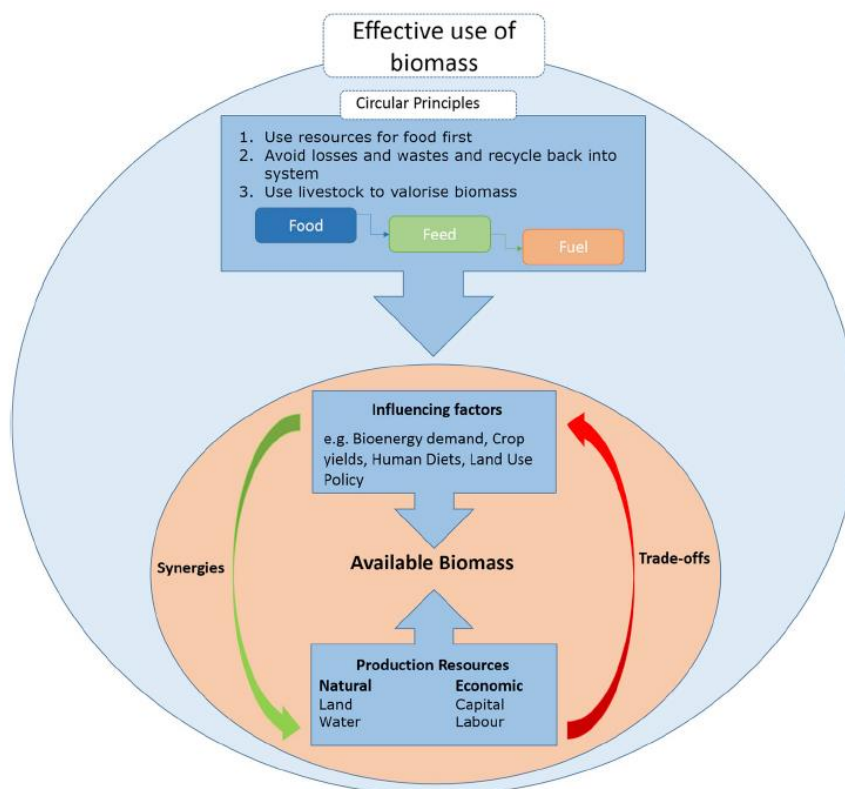 Effective use of
biomass
Circular Principles
1. Use resources for food first
2. Avoid losses and wastes and recycle back into
system
3. Use livestock to valorise biomass
Food
Feed
Fuel
Influencing factors
e.g. Bioenergy demand, Crop
yields, Human Diets, Land Use
Policy
Synergies
Available Biomass
Trade-offs
Production Resources
Natural Economic
Land Capital
Water Labour